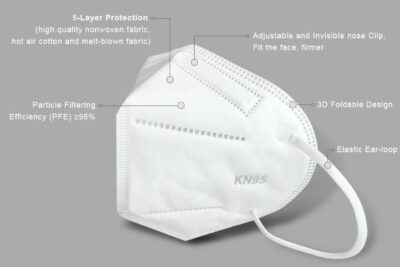 5-Layer Protection
(high quality nonwoven fabric,
hot air cotton and melt-blown fabric)
Adjustable and Invisible nose Clip,
Fit the face, firmer
Particle Filtering
Efficiency (PFE) ≥95%
3D Foldable Design
Elastic Ear-loop
KN95